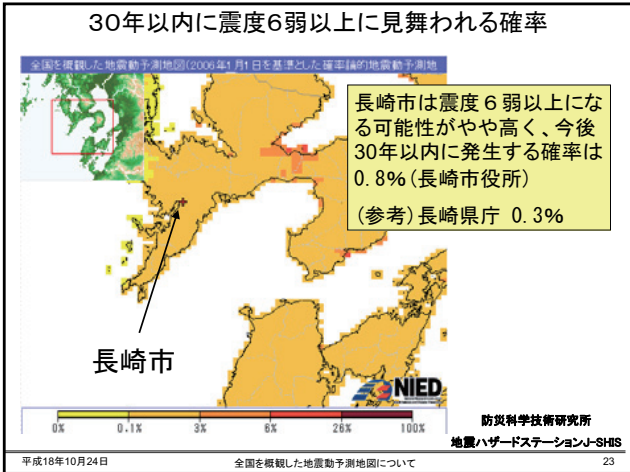 30年以内に震度6弱以上に見舞われる確率
全国を概観した地震動予測地図(2006年1月1日を基準とした確率論的地震動予測地
長崎市は震度６弱以上にな
る可能性がやや高く、今後
30年以内に発生する確率は
0.8%(長崎市役所)
(参考)長崎県庁 0.3%
長崎市
NIED
0% 0.1% 3% 6% 26% 100%
防災科学技術研究所
地震ハザードステーションJ-SHIS
平成18年10月24日 全国を概観した地震動予測地図について 23